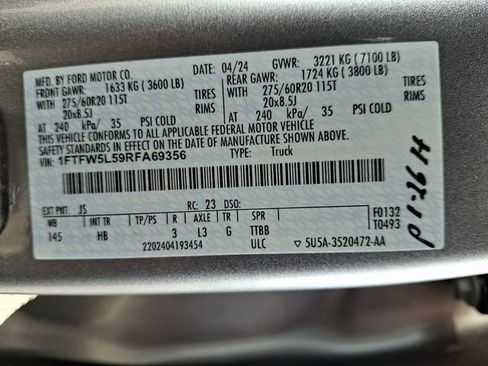 MFD. BY FORD MOTOR CO. 04/24 GVWR: 3221 KG ( 7100 LB)
FRONT GAWR: 1633 KG ( 3600 LB) REAR GAWR: 1724 KG ( 3800 LB)
WITH 275/60R20 115T TIRES WITH 275/60R20 115T TIRES
20x8.5J RIMS 20x8.5J RIMS
AT 240 kPa/ 35 PSI COLD AT 240 kPa/ 35 PSI COLD
THIS VEHICLE CONFORMS TO ALL APPLICABLE FEDERAL MOTOR VEHICLE
SAFETY STANDARDS IN EFFECT ON THE DATE OF MANUFACTURE SHOWN ABOVE.
VIN: 1FTFW5L59RFA69356 TYPE: Truck
EXT PNT: JS RC: 23 DSO: F0132
WB INT TR TP/PS R AXLE TR SPR T0493
145 HB 3 L3 G TTBB
2202404193454 ULC ▽ 5U5A-3520472-AA